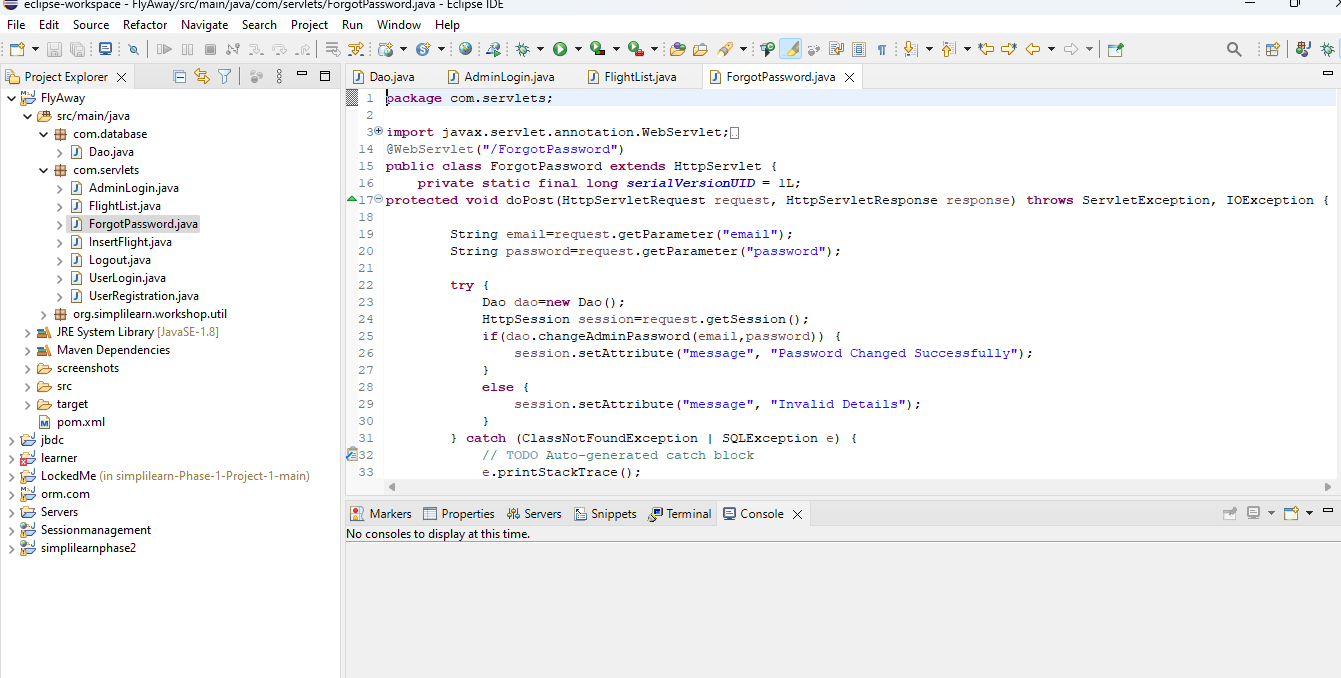 eclipse-workspace - FlyAway/src/main/java/com/servlets/ForgotPassword.java - Eclipse IDE
File Edit Source Refactor Navigate Search Project Run Window Help
Project Explorer
FlyAway
src/main/java
com.database
Dao.java
com.servlets
AdminLogin.java
FlightList.java
ForgotPassword.java
InsertFlight.java
Logout.java
UserLogin.java
UserRegistration.java
org.simplilearn.workshop.util
JRE System Library [JavaSE-1.8]
Maven Dependencies
screenshots
src
target
pom.xml
jbdc
learner
LockedMe (in simplilearn-Phase-1-Project-1-main)
orm.com
Servers
Sessionmanagement
simplilearnphase2
Dao.java AdminLogin.java FlightList.java ForgotPassword.java
1 package com.servlets;
2
3 import javax.servlet.annotation.WebServlet;
14 @WebServlet("/ForgotPassword")
15 public class ForgotPassword extends HttpServlet {
16 private static final long serialVersionUID = 1L;
17 protected void doPost(HttpServletRequest request, HttpServletResponse response) throws ServletException, IOException {
18
19 String email=request.getParameter("email");
20 String password=request.getParameter("password");
21
22 try {
23 Dao dao=new Dao();
24 HttpSession session=request.getSession();
25 if(dao.changeAdminPassword(email,password)) {
26 session.setAttribute("message", "Password Changed Successfully");
27 }
28 else {
29 session.setAttribute("message", "Invalid Details");
30 }
31 } catch (ClassNotFoundException | SQLException e) {
32 // TODO Auto-generated catch block
33 e.printStackTrace();
Markers Properties Servers Snippets Terminal Console
No consoles to display at this time.